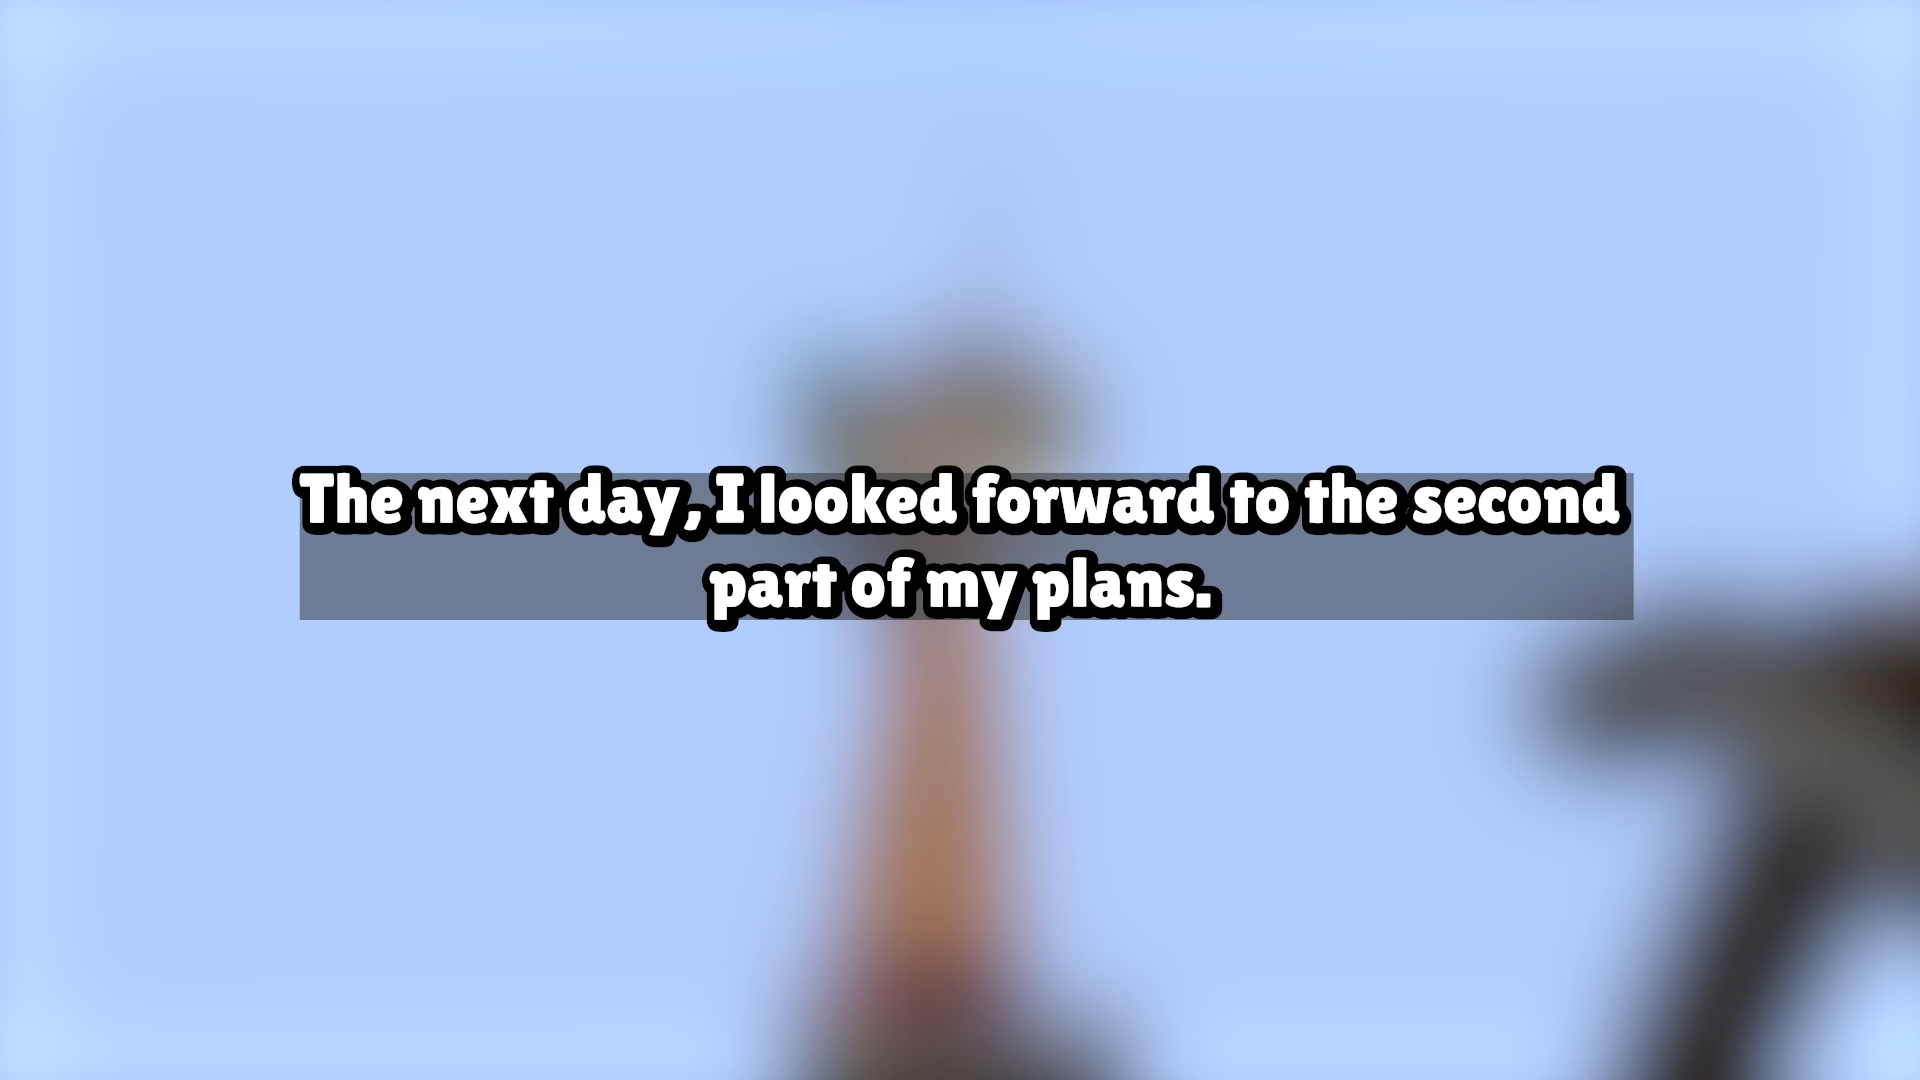 The next day, I looked forward to the second
part of my plans.